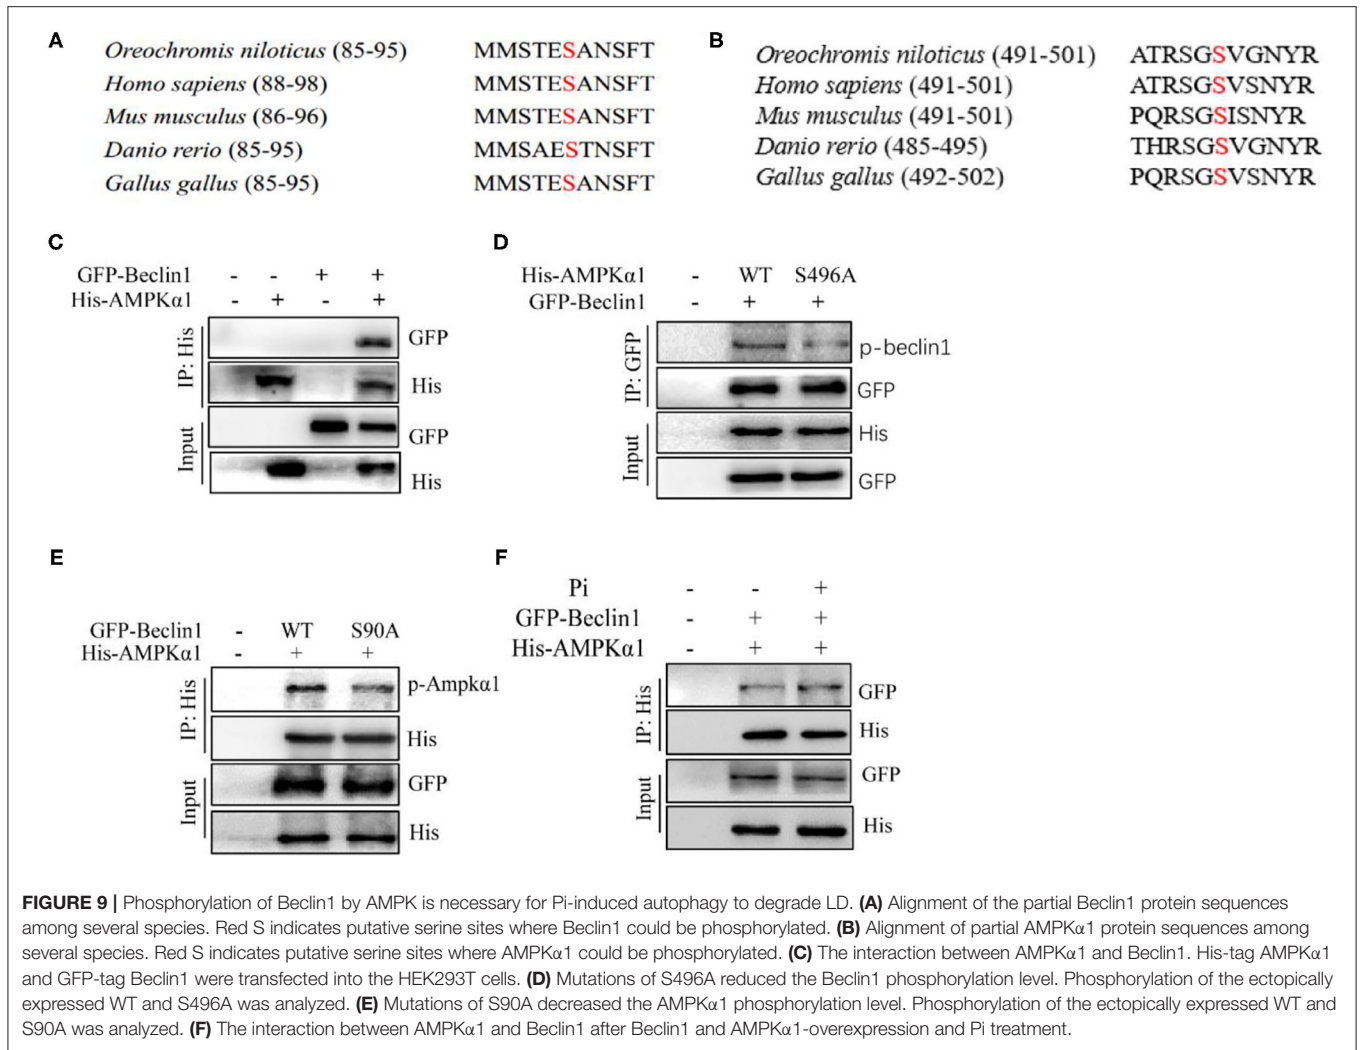 A
Oreochromis niloticus (85-95) MMSTESANSFT
Homo sapiens (88-98) MMSTESANSFT
Mus musculus (86-96) MMSTESANSFT
Danio rerio (85-95) MMSAESTNSFT
Gallus gallus (85-95) MMSTESANSFT
B
Oreochromis niloticus (491-501) ATRSGSVGNYR
Homo sapiens (491-501) ATRSGSVSNYR
Mus musculus (491-501) PQRSGSISNYR
Danio rerio (485-495) THRSGSVGNYR
Gallus gallus (492-502) PQRSGSVSNYR
C
GFP-Beclin1 - - + +
His-AMPKα1 - + - +
IP: His
GFP
His
Input
GFP
His
D
His-AMPKα1 - WT S496A
GFP-Beclin1 - + +
IP: GFP
p-beclin1
GFP
Input
His
GFP
E
GFP-Beclin1 - WT S90A
His-AMPKα1 - + +
IP: His
p-Ampkα1
His
Input
GFP
His
F
Pi - - +
GFP-Beclin1 - + +
His-AMPKα1 - + +
IP: His
GFP
His
Input
GFP
His
FIGURE 9 | Phosphorylation of Beclin1 by AMPK is necessary for Pi-induced autophagy to degrade LD. (A) Alignment of the partial Beclin1 protein sequences
among several species. Red S indicates putative serine sites where Beclin1 could be phosphorylated. (B) Alignment of partial AMPKα1 protein sequences among
several species. Red S indicates putative serine sites where AMPKα1 could be phosphorylated. (C) The interaction between AMPKα1 and Beclin1. His-tag AMPKα1
and GFP-tag Beclin1 were transfected into the HEK293T cells. (D) Mutations of S496A reduced the Beclin1 phosphorylation level. Phosphorylation of the ectopically
expressed WT and S496A was analyzed. (E) Mutations of S90A decreased the AMPKα1 phosphorylation level. Phosphorylation of the ectopically expressed WT and
S90A was analyzed. (F) The interaction between AMPKα1 and Beclin1 after Beclin1 and AMPKα1-overexpression and Pi treatment.